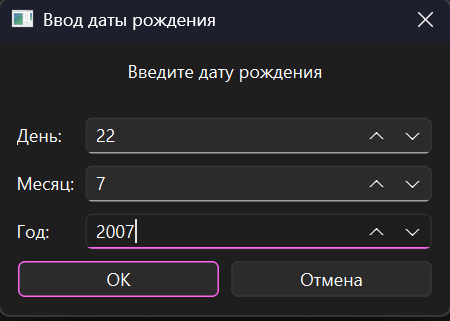 Ввод даты рождения
Введите дату рождения
День: 22
Месяц: 7
Год: 2007
OK Отмена